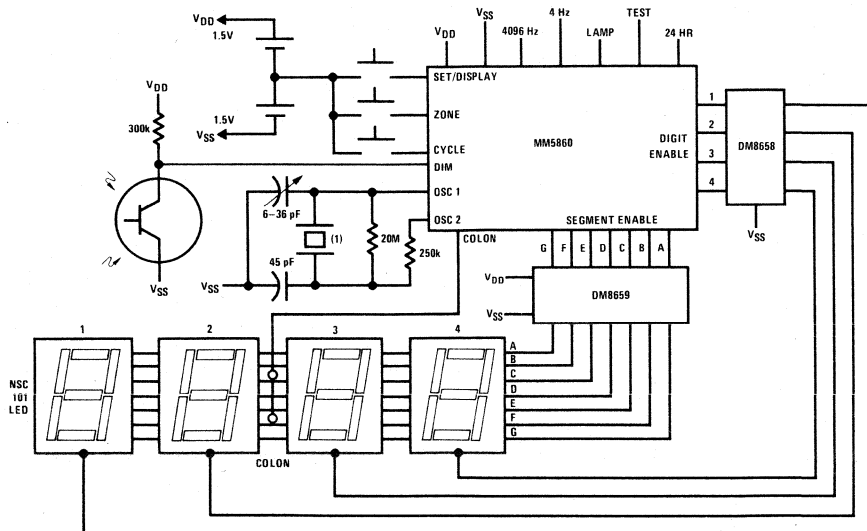 VDD
1.5V
1.5V
VSS
VDD
300k
VSS
VDD
VSS
4096 Hz
4 Hz
LAMP
TEST
24 HR
SET/DISPLAY
ZONE
CYCLE
DIM
OSC 1
OSC 2
COLON
MM5860
DIGIT
ENABLE
1
2
3
4
SEGMENT ENABLE
G F E D C B A
DM8658
VSS
6–36 pF
(1)
20M
250k
45 pF
VSS
VDD
VSS
DM8659
1
2
3
4
NSC
101
LED
A
B
C
D
E
F
G
COLON